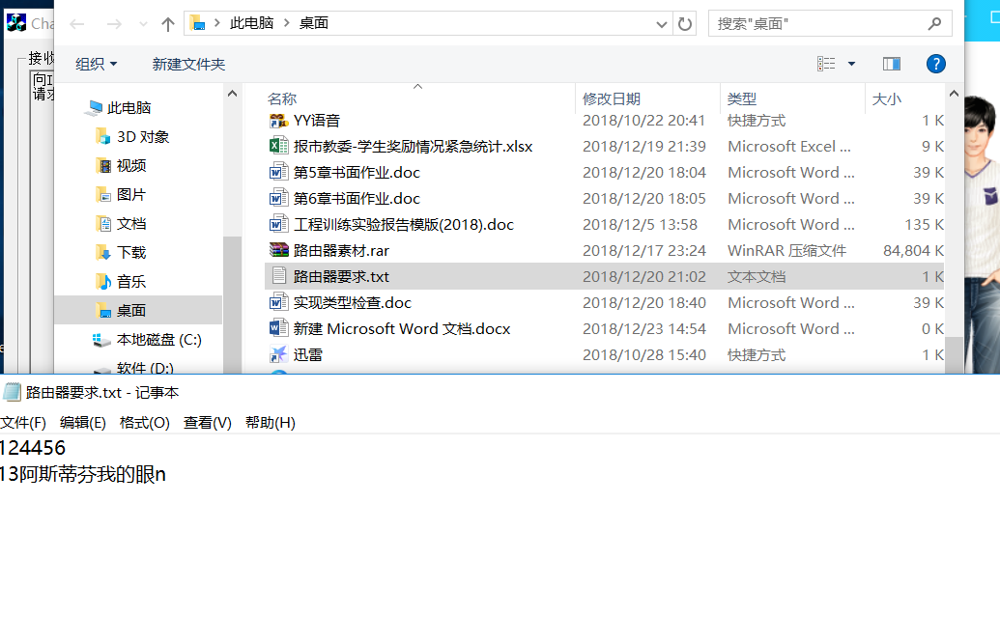 Cha
接收
此电脑 桌面
搜索"桌面"
组织 新建文件夹
此电脑
3D 对象
视频
图片
文档
下载
音乐
桌面
本地磁盘 (C:)
软件 (D:)
名称 修改日期 类型 大小
YY语音 2018/10/22 20:41 快捷方式 1 K
报市教委-学生奖励情况紧急统计.xlsx 2018/12/19 21:39 Microsoft Excel ... 9 K
第5章书面作业.doc 2018/12/20 18:04 Microsoft Word ... 39 K
第6章书面作业.doc 2018/12/20 18:05 Microsoft Word ... 39 K
工程训练实验报告模版(2018).doc 2018/12/5 13:58 Microsoft Word ... 135 K
路由器素材.rar 2018/12/17 23:24 WinRAR 压缩文件 84,804 K
路由器要求.txt 2018/12/20 21:02 文本文档 1 K
实现类型检查.doc 2018/12/20 18:40 Microsoft Word ... 39 K
新建 Microsoft Word 文档.docx 2018/12/23 14:54 Microsoft Word ... 0 K
迅雷 2018/10/28 15:40 快捷方式 1 K
路由器要求.txt - 记事本
文件(F) 编辑(E) 格式(O) 查看(V) 帮助(H)
124456
13阿斯蒂芬我的眼n